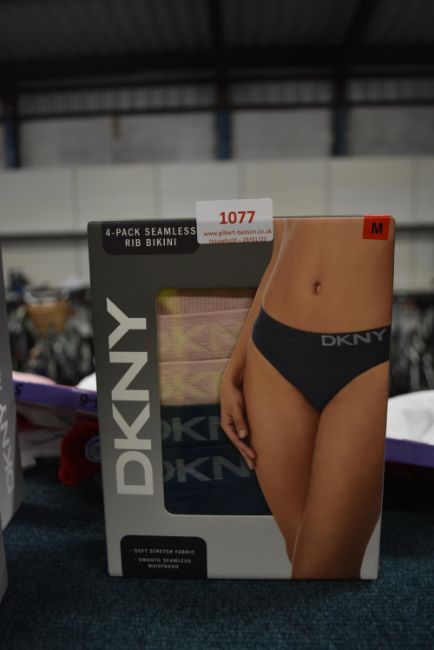 1077
www.gilbert-baitson.co.uk
4-PACK SEAMLESS
RIB BIKINI
M
DKNY
DKNY
DKNY
DKNY
- SOFT STRETCH FABRIC
- SMOOTH SEAMLESS
WAISTBAND